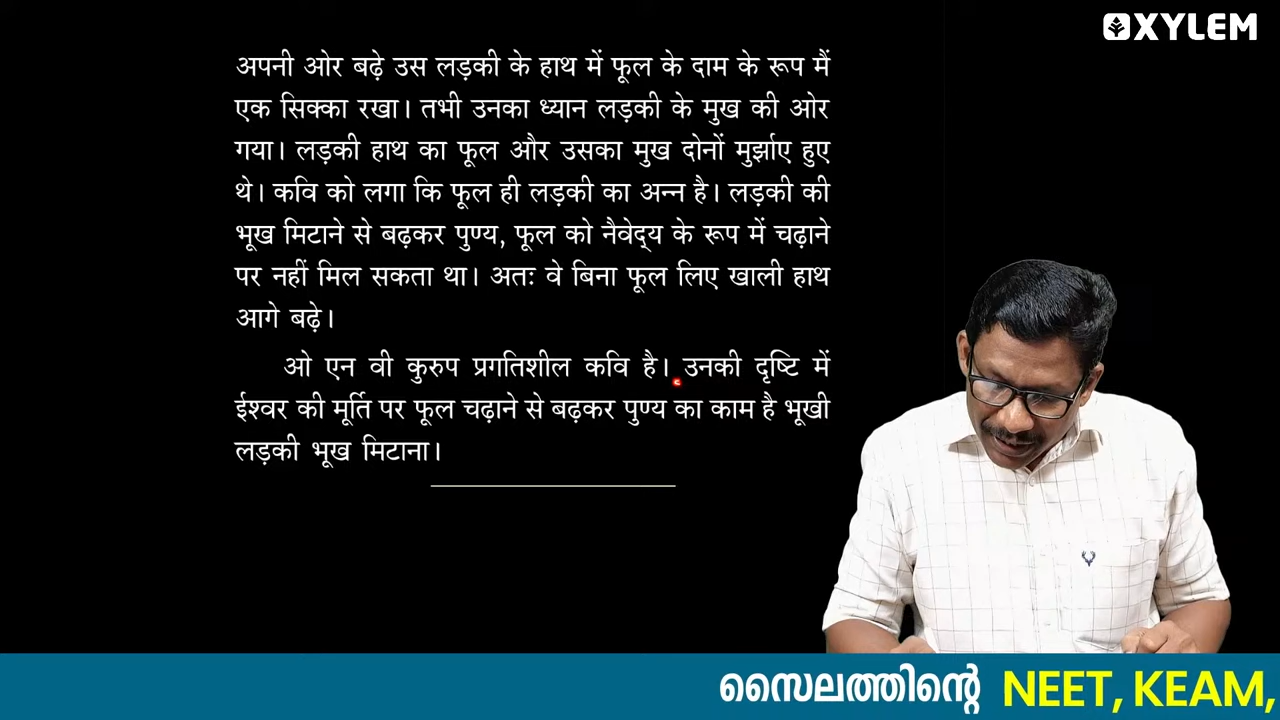 OXYLEM
अपनी ओर बढ़े उस लड़की के हाथ में फूल के दाम के रूप मैं
एक सिक्का रखा। तभी उनका ध्यान लड़की के मुख की ओर
गया। लड़की हाथ का फूल और उसका मुख दोनों मुर्झाए हुए
थे। कवि को लगा कि फूल ही लड़की का अन्न है। लड़की की
भूख मिटाने से बढ़कर पुण्य, फूल को नैवेद्य के रूप में चढ़ाने
पर नहीं मिल सकता था। अतः वे बिना फूल लिए खाली हाथ
आगे बढ़े।
ओ एन वी कुरुप प्रगतिशील कवि है। उनकी दृष्टि में
ईश्वर की मूर्ति पर फूल चढ़ाने से बढ़कर पुण्य का काम है भूखी
लड़की भूख मिटाना।
സൈലത്തിന്റെ NEET, KEAM,